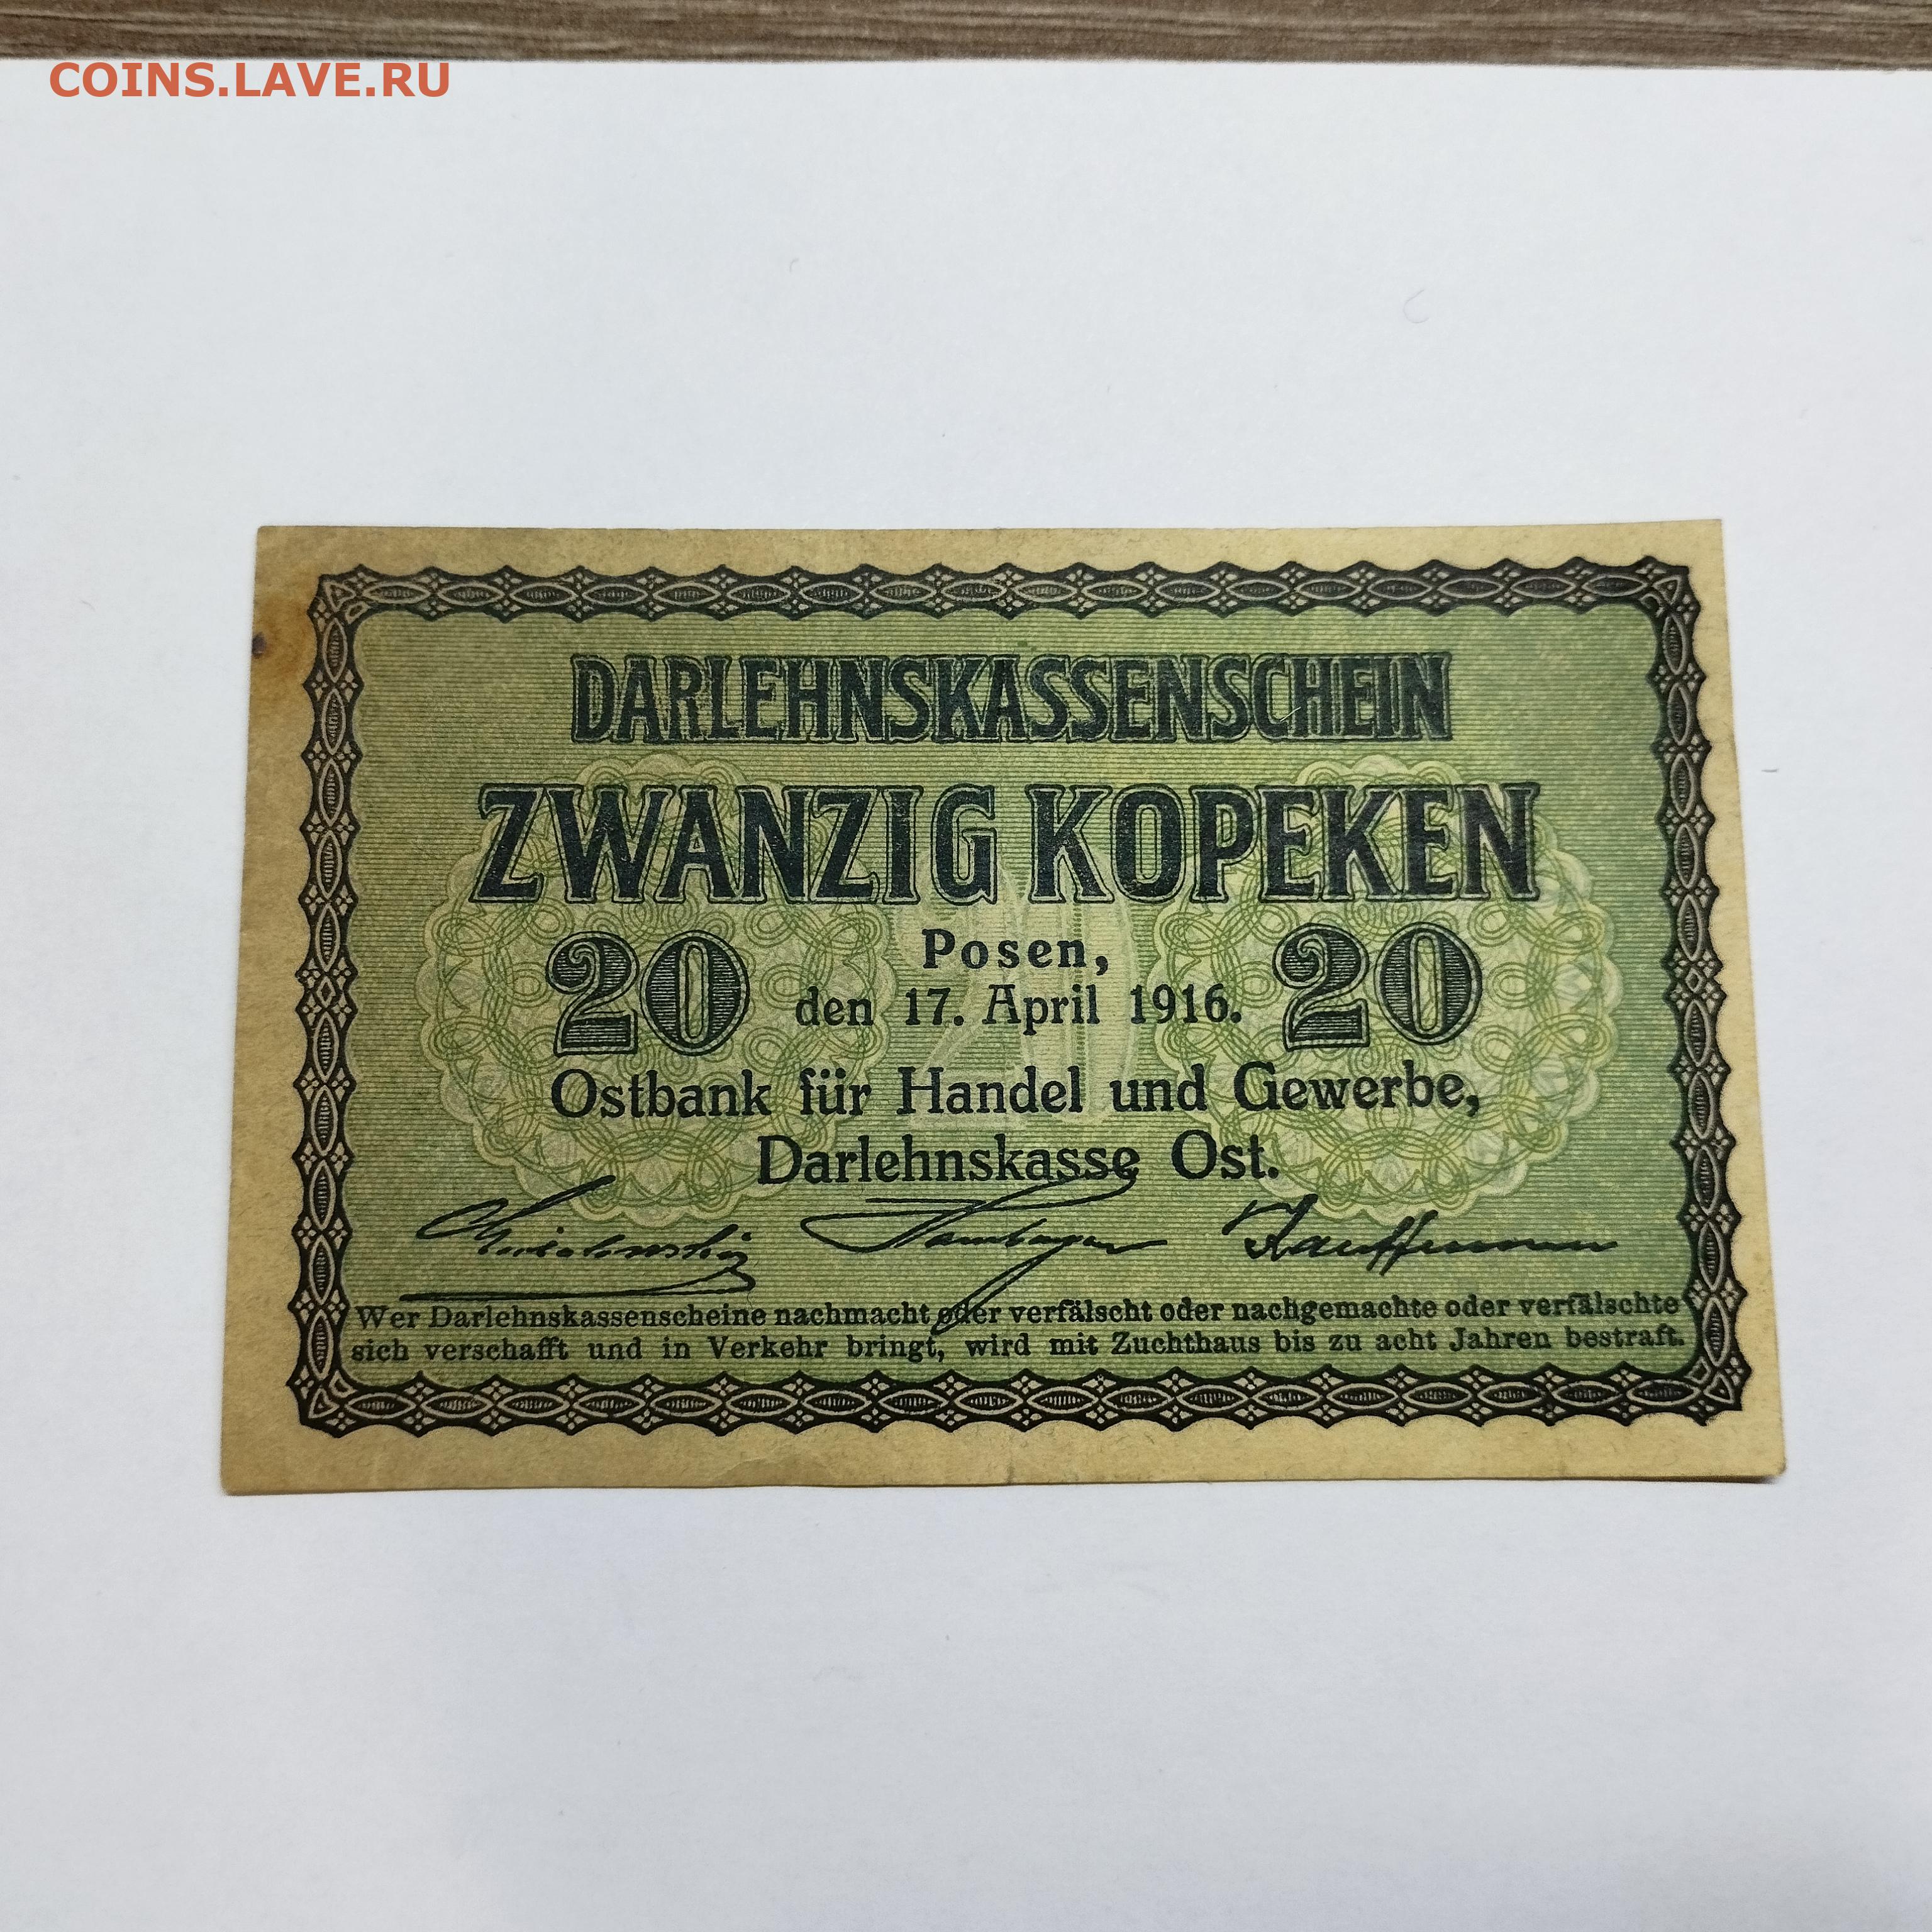 COINS.LAVE.RU
DARLEHNSKASSENSCHEIN
ZWANZIG KOPEKEN
20 Posen, 20
den 17. April 1916.
Ostbank für Handel und Gewerbe,
Darlehnskasse Ost.
Kauffmann
Wer Darlehnskassenscheine nachmacht oder verfälscht oder nachgemachte oder verfälschte
sich verschafft und in Verkehr bringt, wird mit Zuchthaus bis zu acht Jahren bestraft.